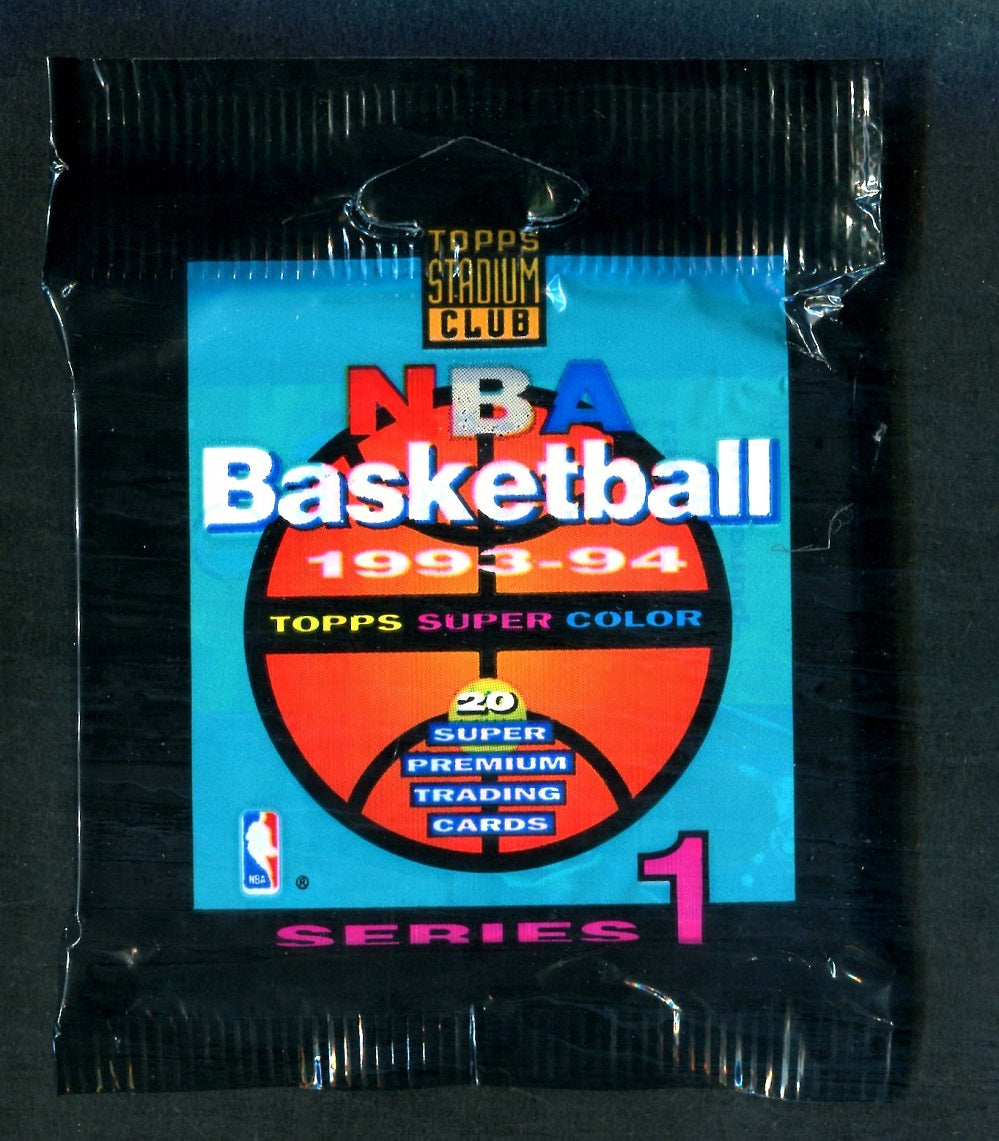 TOPPS
STADIUM
CLUB
NBA
Basketball
1993-94
TOPPS SUPER COLOR
20
SUPER
PREMIUM
TRADING
CARDS
NBA
®
SERIES 1